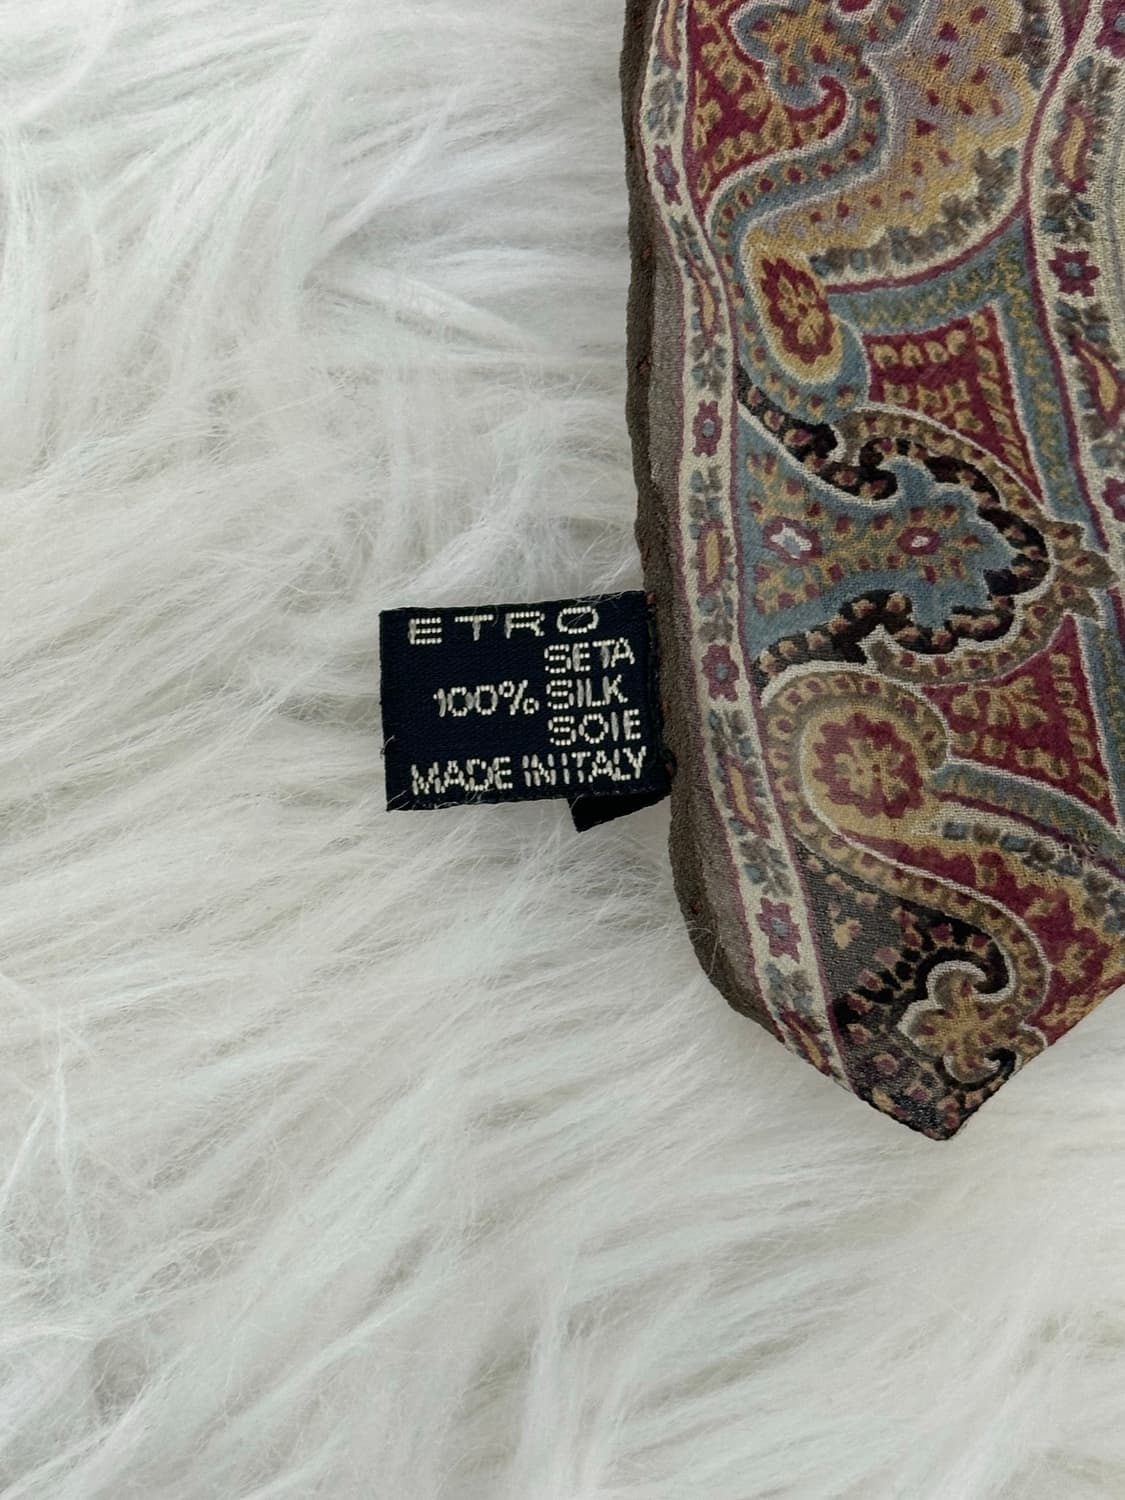 ETRO
SETA
100% SILK
SOIE
MADE IN ITALY